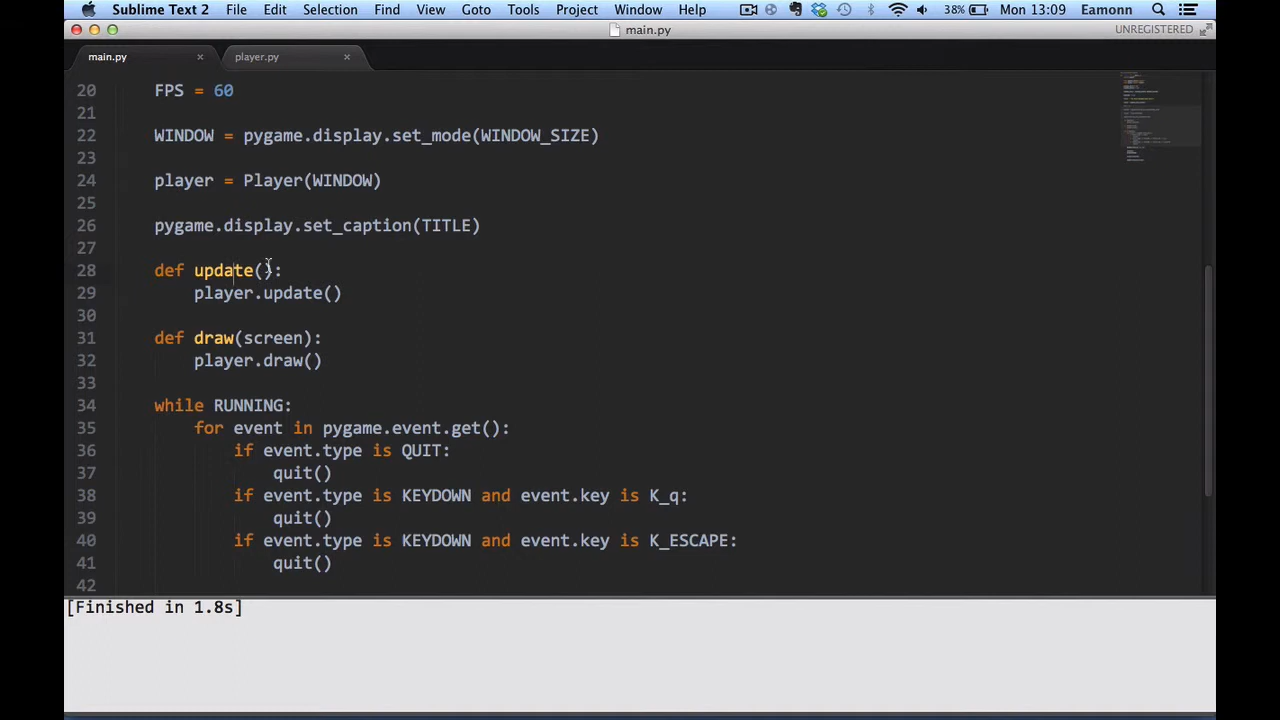 Sublime Text 2 File Edit Selection Find View Goto Tools Project Window Help 38% Mon 13:09 Eamonn
main.py UNREGISTERED
main.py player.py
20 FPS = 60
21
22 WINDOW = pygame.display.set_mode(WINDOW_SIZE)
23
24 player = Player(WINDOW)
25
26 pygame.display.set_caption(TITLE)
27
28 def update():
29 player.update()
30
31 def draw(screen):
32 player.draw()
33
34 while RUNNING:
35 for event in pygame.event.get():
36 if event.type is QUIT:
37 quit()
38 if event.type is KEYDOWN and event.key is K_q:
39 quit()
40 if event.type is KEYDOWN and event.key is K_ESCAPE:
41 quit()
42
[Finished in 1.8s]